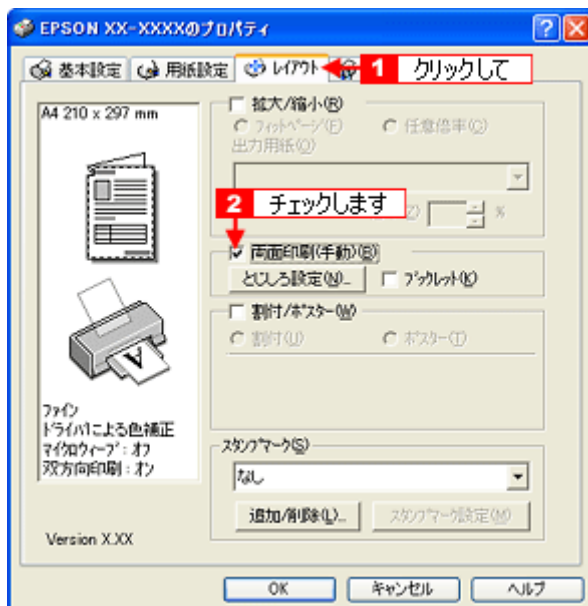 EPSON XX-XXXXのプロパティ
基本設定
用紙設定
レイアウト
1 クリックして
A4 210 x 297 mm
拡大/縮小(R)
フィットページ(F)
任意倍率(C)
出力用紙(O)
2 チェックします
(Z)
%
両面印刷(手動)(B)
とじしろ設定(N)...
ブックレット(K)
割付/ポスター(W)
割付(U)
ポスター(T)
ファイン
ドライバによる色補正
マイクロウィーブ : オフ
双方向印刷 : オン
スタンプマーク(S)
なし
追加/削除(L)...
スタンプマーク設定(M)
Version X.XX
OK
キャンセル
ヘルプ